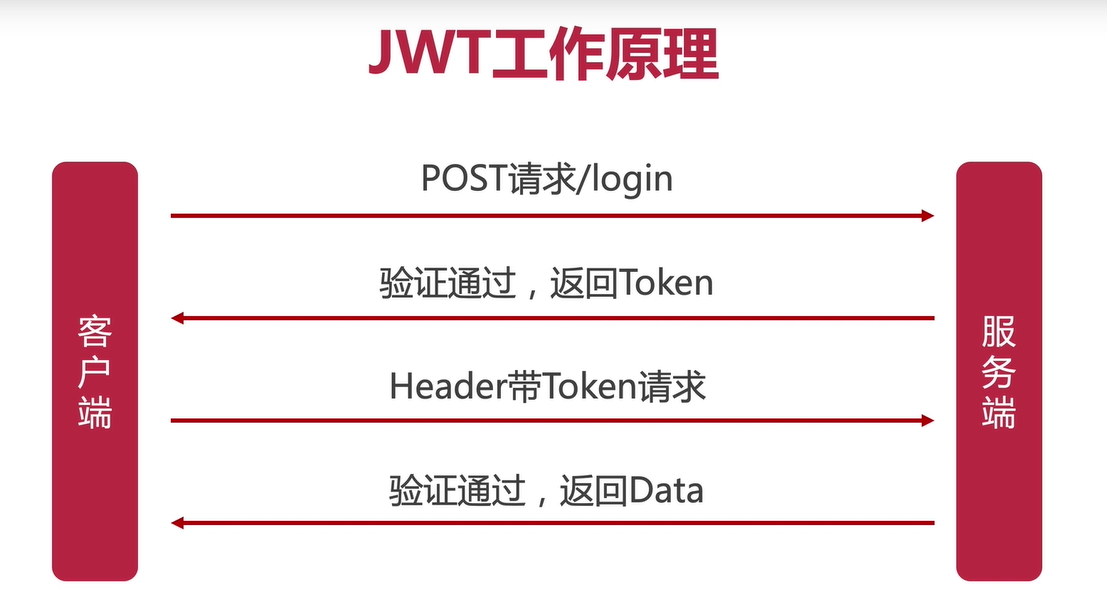 JWT工作原理
POST请求/login
验证通过，返回Token
Header带Token请求
验证通过，返回Data
客户端
服务端